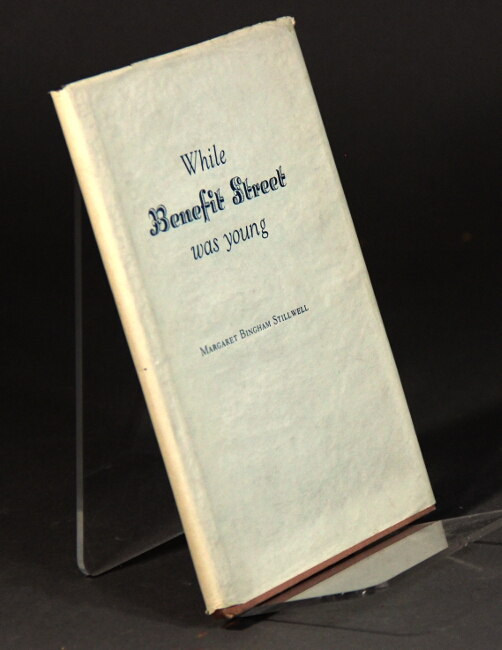 While
Benefit Street
was young
Margaret Bingham Stillwell